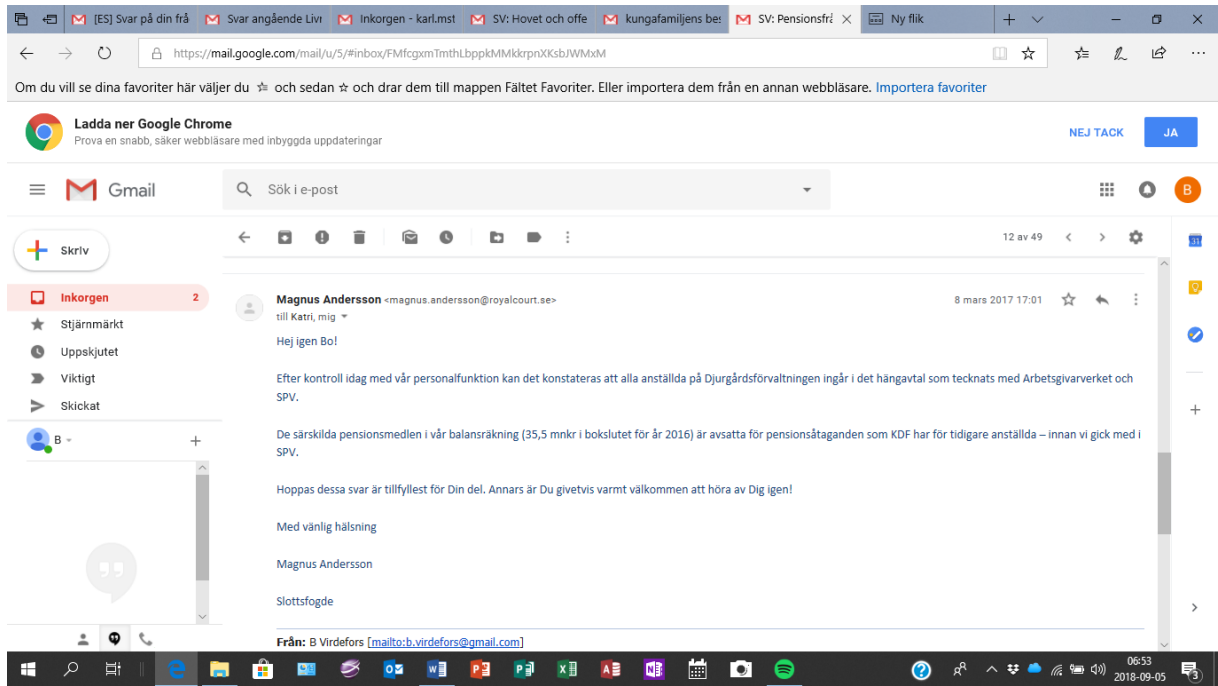 [ES] Svar på din frå
Svar angående Livr
Inkorgen - karl.mst
SV: Hovet och offe
kungafamiljens be:
SV: Pensionsfrå
Ny flik
https://mail.google.com/mail/u/5/#inbox/FMfcgxmTmthLbppkMMkkrpnXKsbJWMxM
Om du vill se dina favoriter här väljer du och sedan och drar dem till mappen Fältet Favoriter. Eller importera dem från en annan webbläsare. Importera favoriter
Ladda ner Google Chrome
Prova en snabb, säker webbläsare med inbyggda uppdateringar
NEJ TACK
JA
Gmail
Sök i e-post
B
Skriv
12 av 49
31
Inkorgen 2
Stjärnmärkt
Uppskjutet
Viktigt
Skickat
B
Magnus Andersson <magnus.andersson@royalcourt.se>
8 mars 2017 17:01
till Katri, mig
Hej igen Bo!
Efter kontroll idag med vår personalfunktion kan det konstateras att alla anställda på Djurgårdsförvaltningen ingår i det hängavtal som tecknats med Arbetsgivarverket och
SPV.
De särskilda pensionsmedlen i vår balansräkning (35,5 mnkr i bokslutet för år 2016) är avsatta för pensionsåtaganden som KDF har för tidigare anställda – innan vi gick med i
SPV.
Hoppas dessa svar är tillfyllest för Din del. Annars är Du givetvis varmt välkommen att höra av Dig igen!
Med vänlig hälsning
Magnus Andersson
Slottsfogde
Från: B Virdefors [mailto:b.virdefors@gmail.com]
06:53
2018-09-05
3